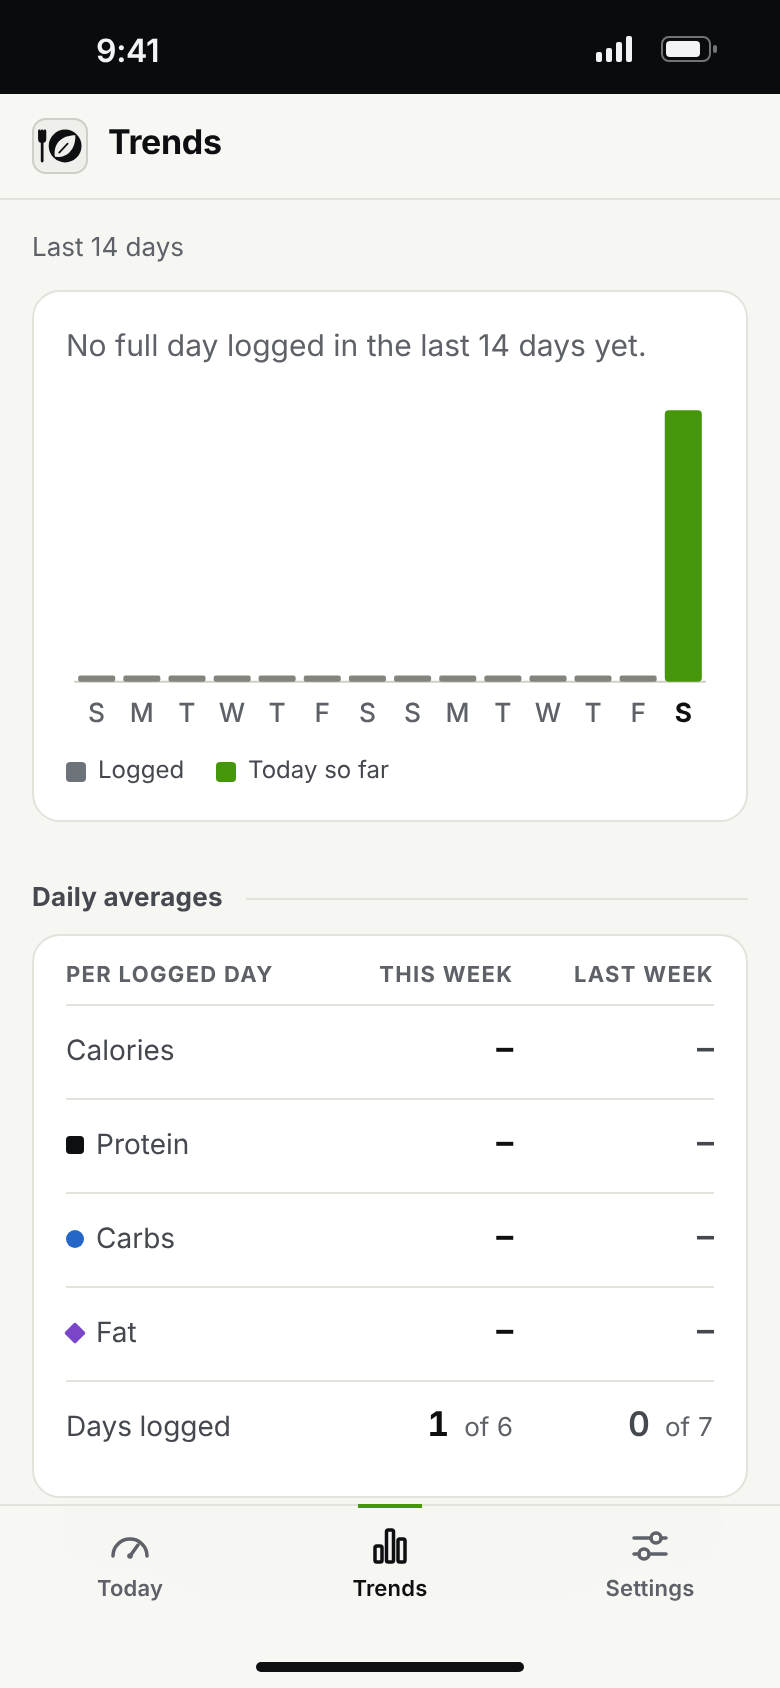 9:41
Trends
Last 14 days
No full day logged in the last 14 days yet.
S M T W T F S S M T W T F S
Logged Today so far
Daily averages
PER LOGGED DAY THIS WEEK LAST WEEK
Calories – –
Protein – –
Carbs – –
Fat – –
Days logged 1 of 6 0 of 7
Today Trends Settings